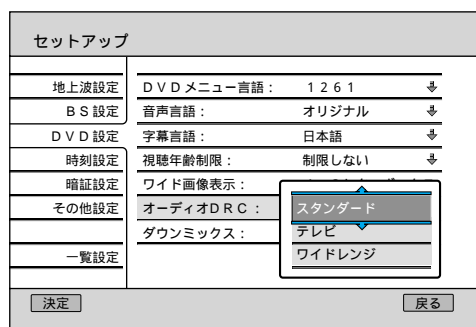 セットアップ
地上波設定
BS設定
DVD設定
時刻設定
暗証設定
その他設定
一覧設定
DVDメニュー言語： 1261
音声言語： オリジナル
字幕言語： 日本語
視聴年齢制限： 制限しない
ワイド画像表示：
オーディオDRC：
ダウンミックス：
スタンダード
テレビ
ワイドレンジ
決定
戻る